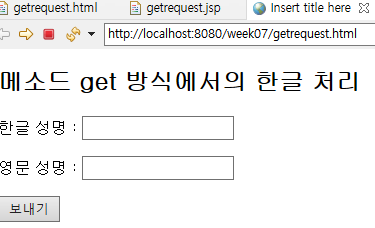 getrequest.html getrequest.jsp Insert title here
http://localhost:8080/week07/getrequest.html
메소드 get 방식에서의 한글 처리
한글 성명 :
영문 성명 :
보내기